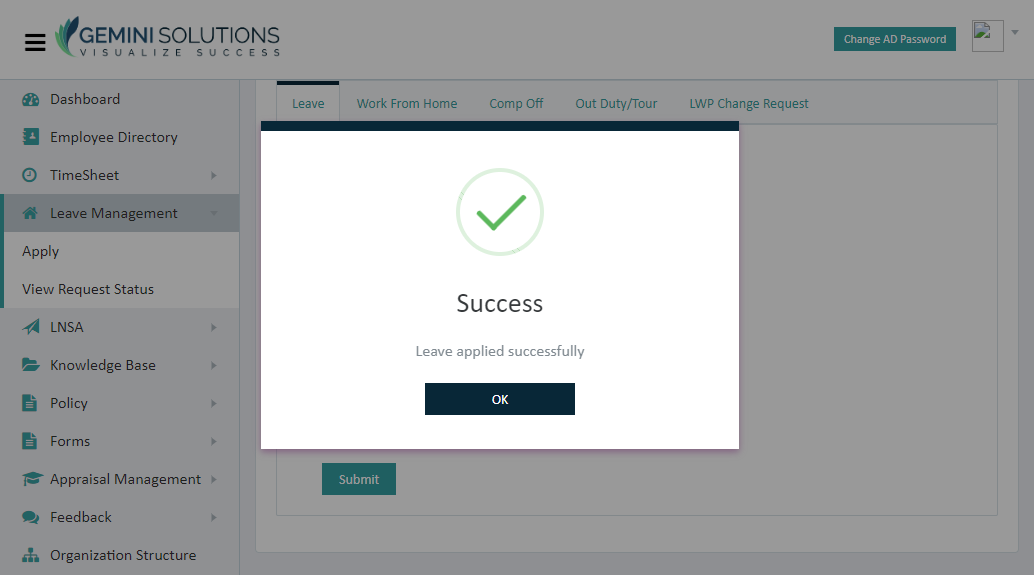 GEMINI SOLUTIONS
VISUALIZE SUCCESS
Change AD Password
Dashboard
Employee Directory
TimeSheet
Leave Management
Apply
View Request Status
LNSA
Knowledge Base
Policy
Forms
Appraisal Management
Feedback
Organization Structure
Leave Work From Home Comp Off Out Duty/Tour LWP Change Request
Success
Leave applied successfully
OK
Submit